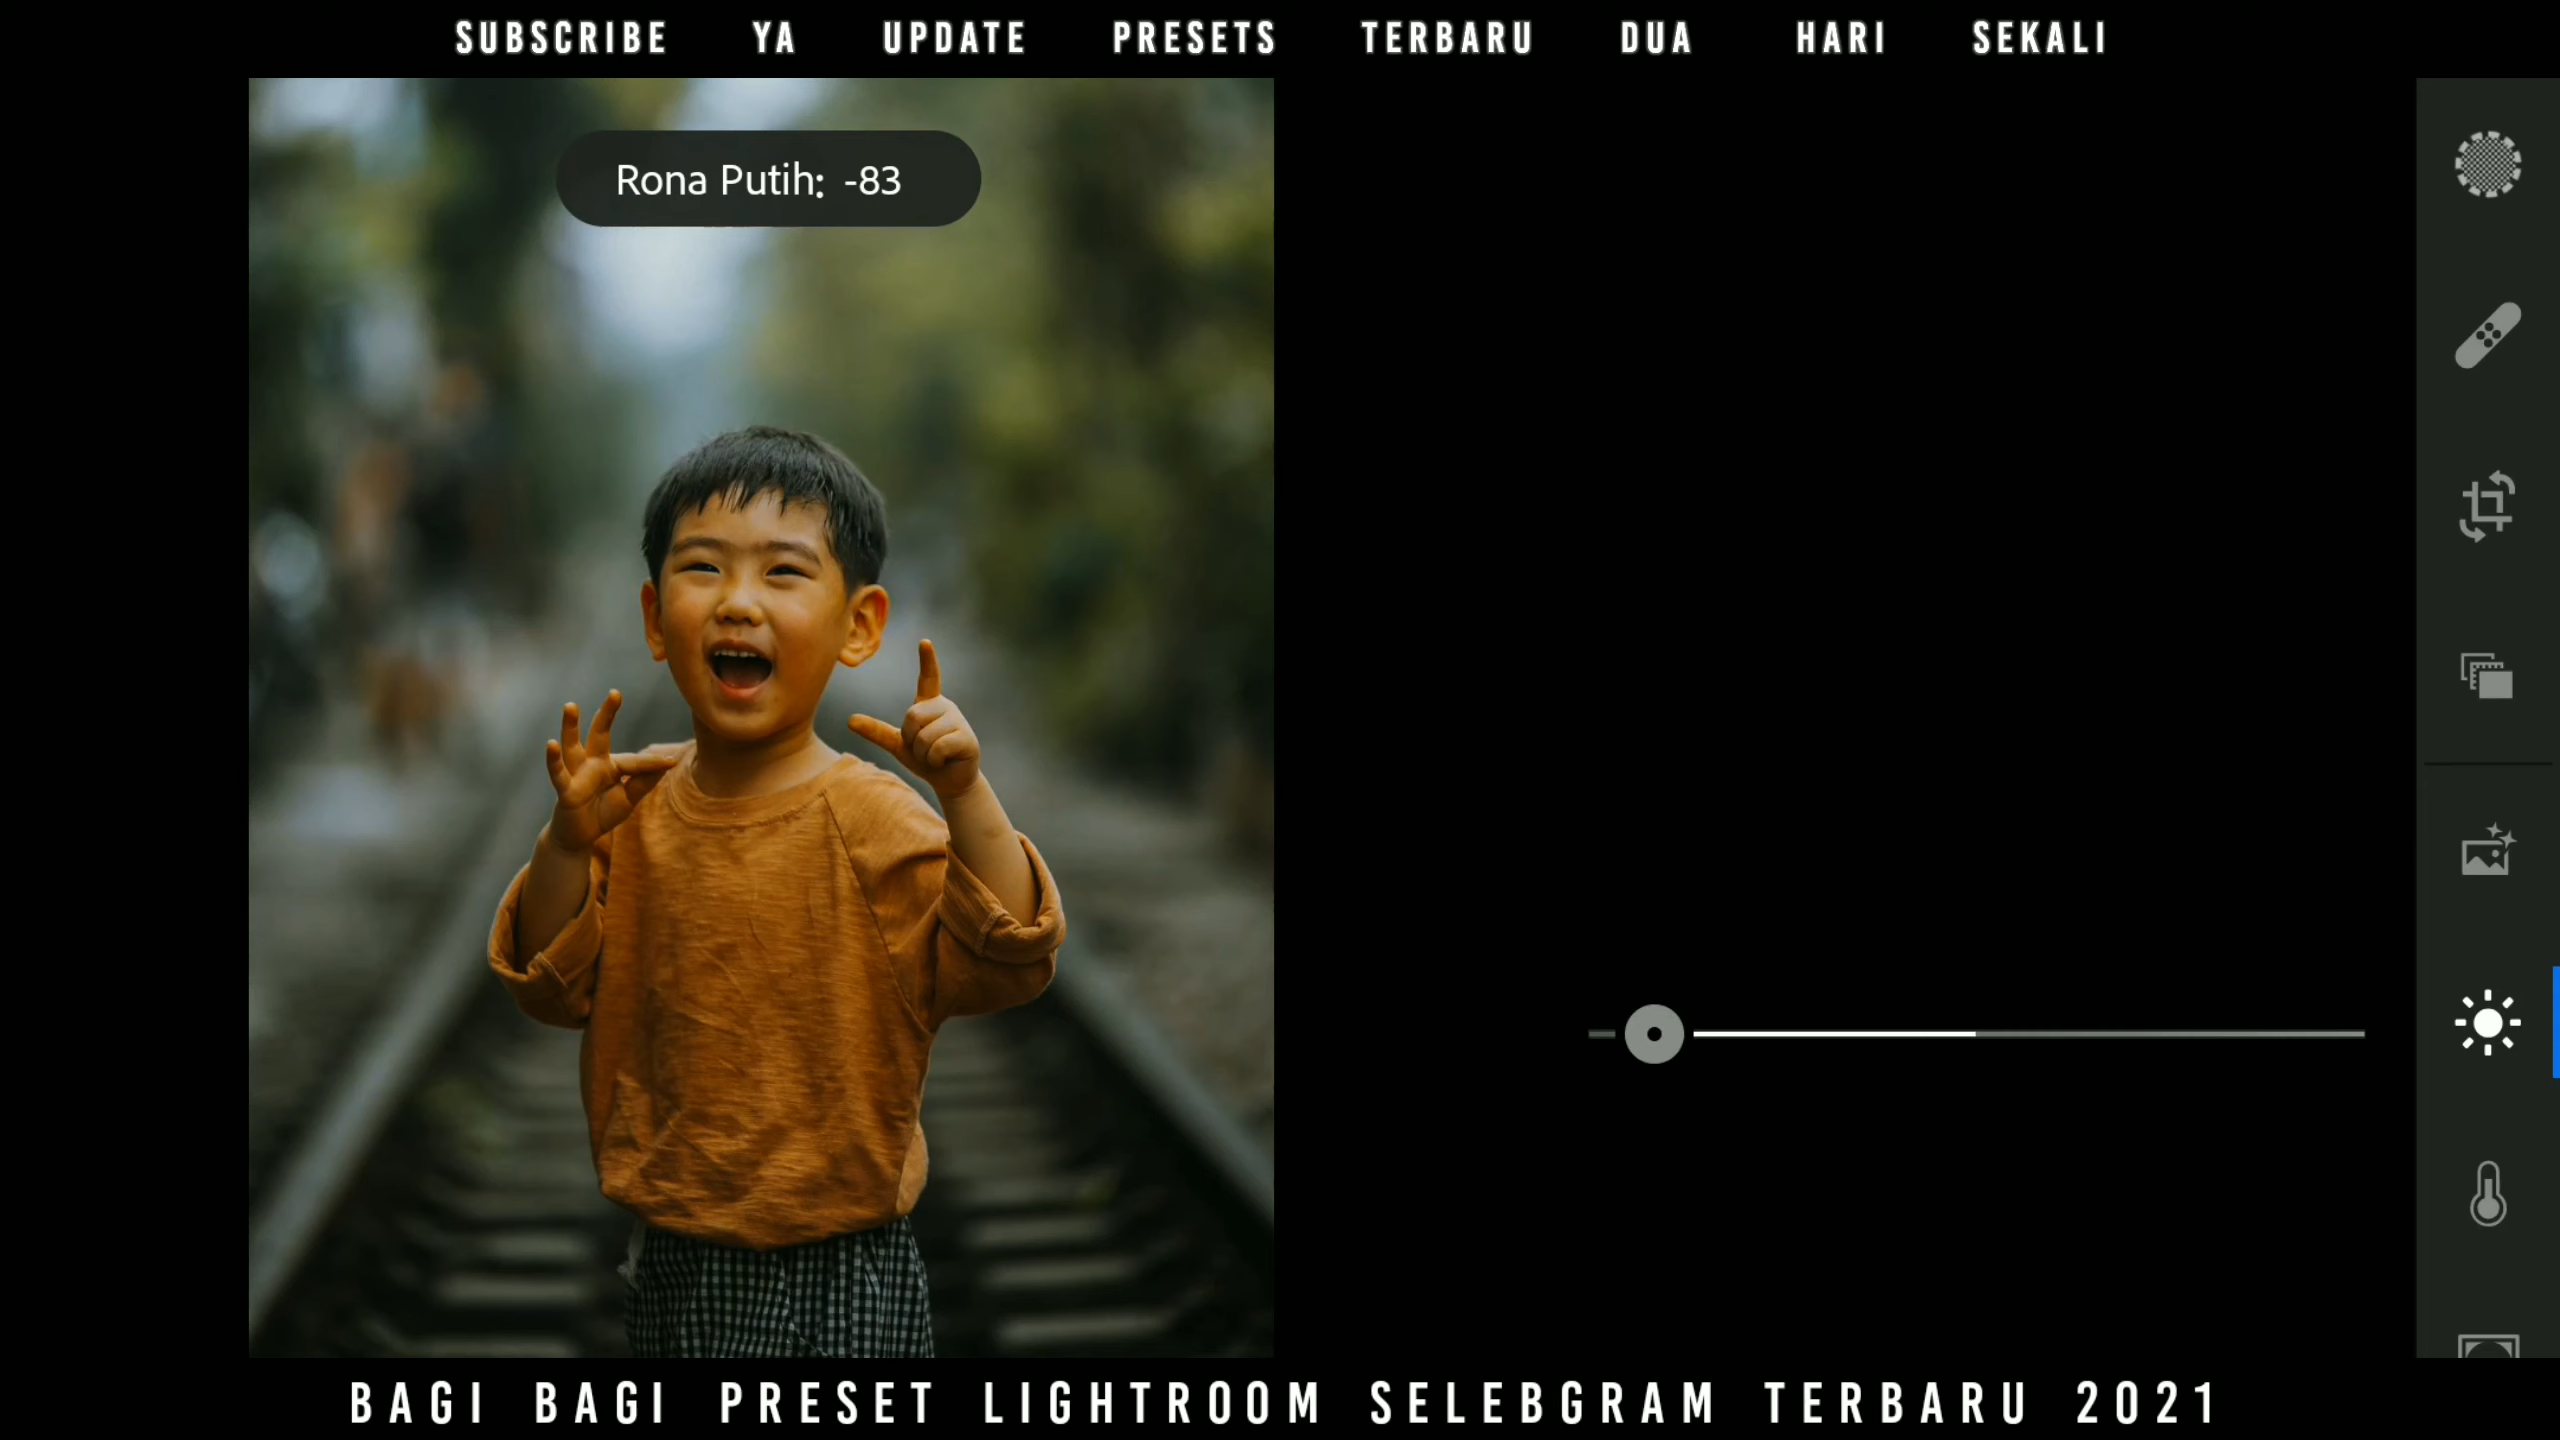 SUBSCRIBE YA UPDATE PRESETS TERBARU DUA HARI SEKALI
Rona Putih: -83
BAGI BAGI PRESET LIGHTROOM SELEBGRAM TERBARU 2021